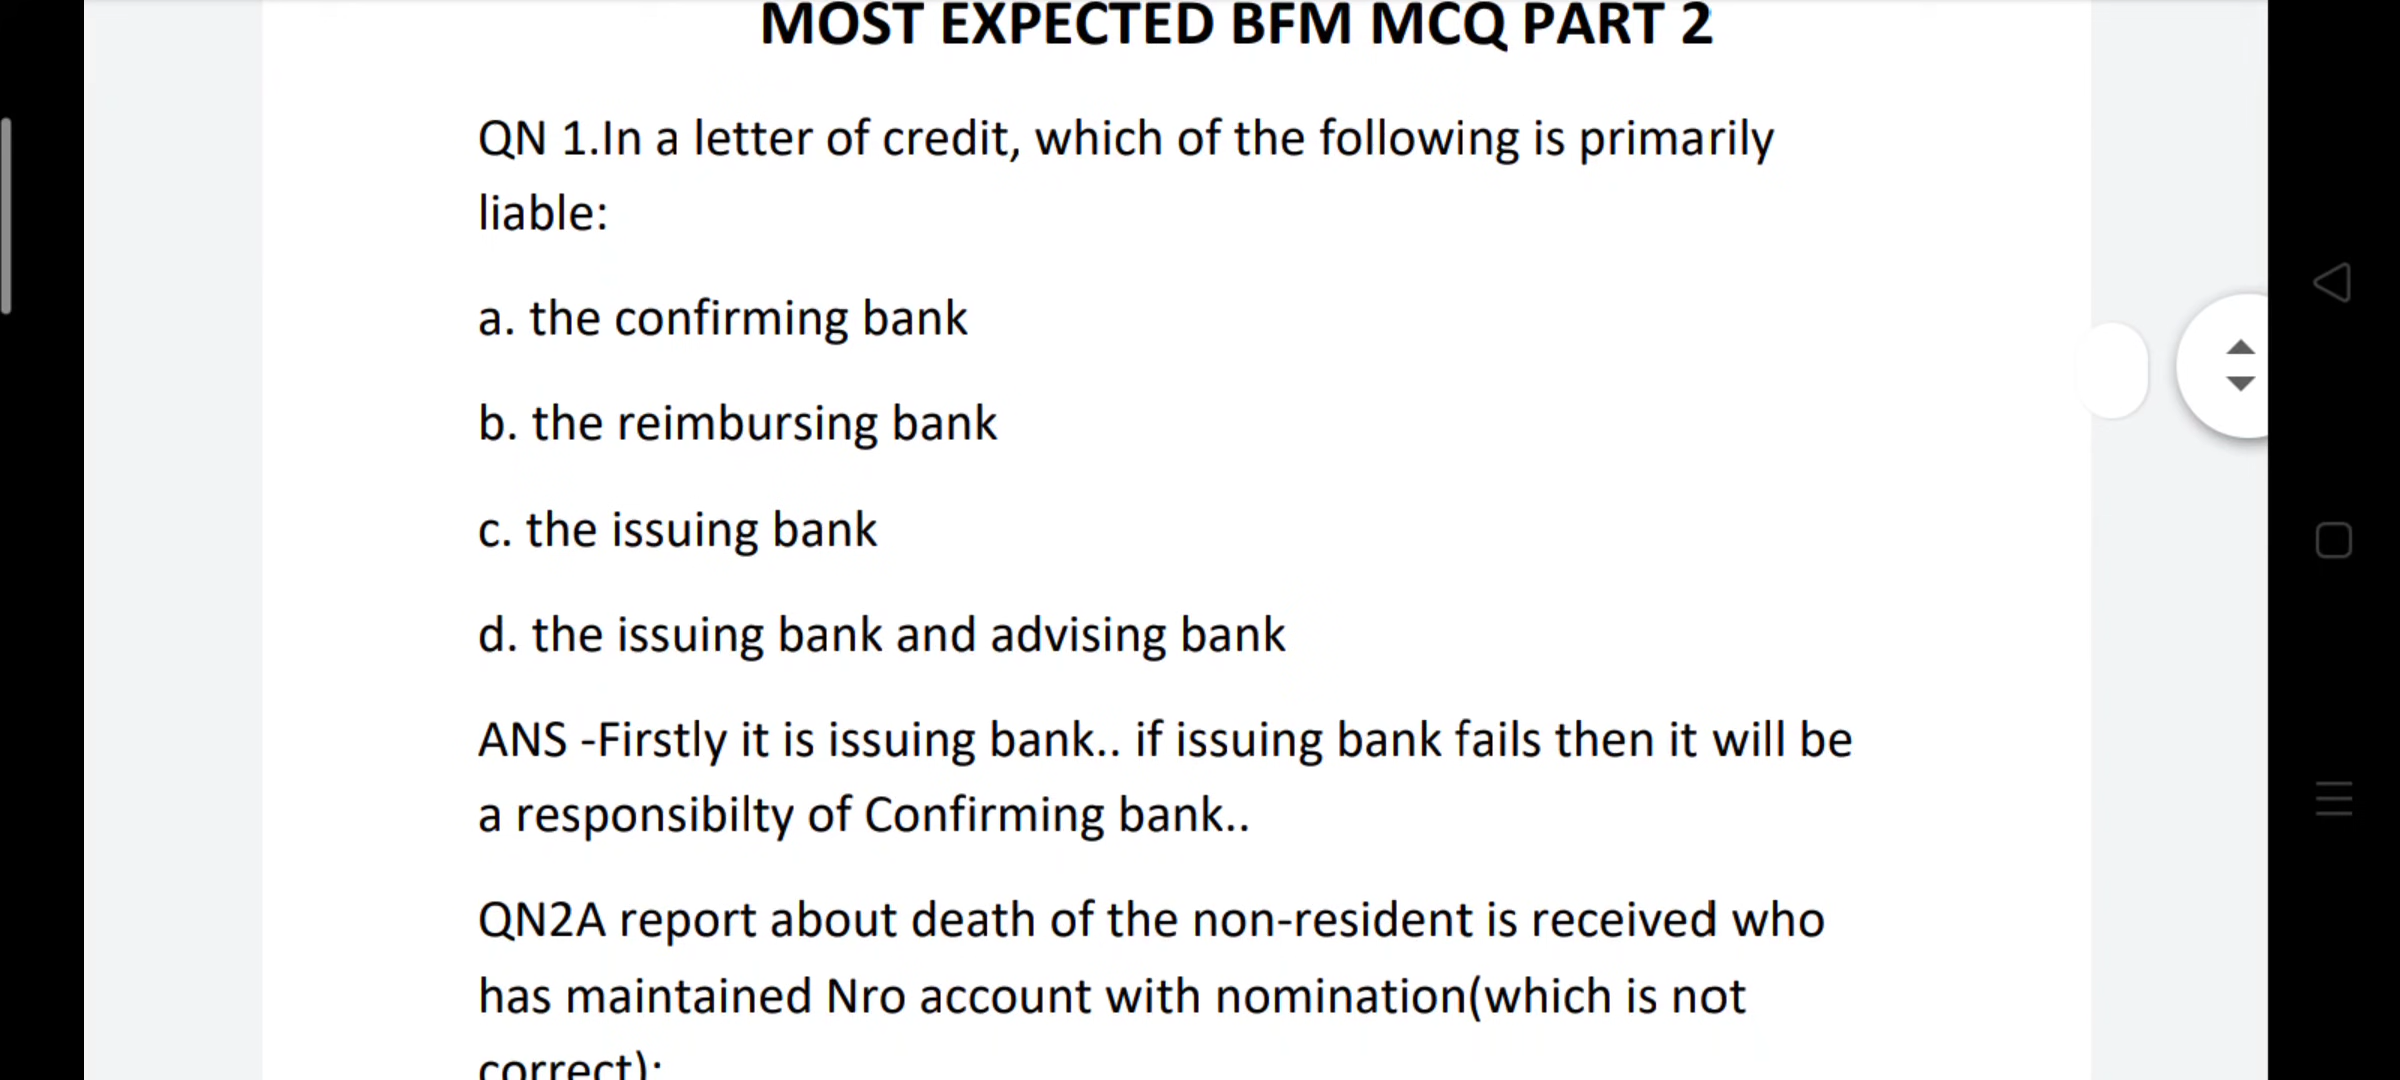 MOST EXPECTED BFM MCQ PART 2
QN 1.In a letter of credit, which of the following is primarily
liable:
a. the confirming bank
b. the reimbursing bank
c. the issuing bank
d. the issuing bank and advising bank
ANS -Firstly it is issuing bank.. if issuing bank fails then it will be
a responsibilty of Confirming bank..
QN2A report about death of the non-resident is received who
has maintained Nro account with nomination(which is not
correct):